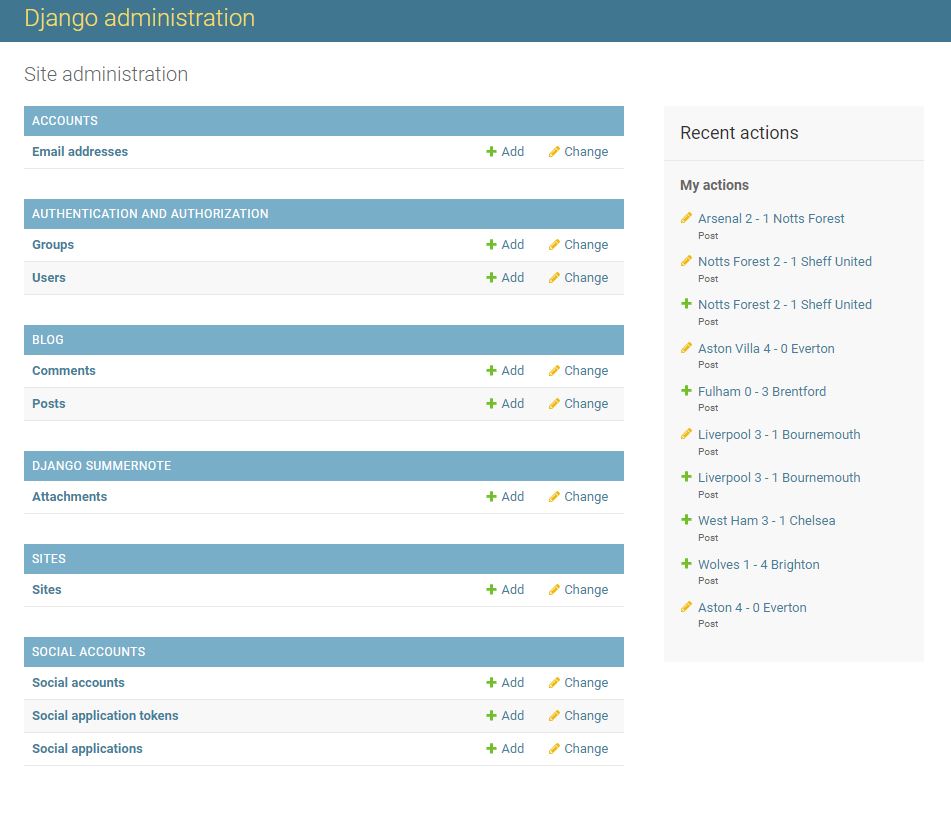 Django administration
Site administration
ACCOUNTS
Email addresses Add Change
AUTHENTICATION AND AUTHORIZATION
Groups Add Change
Users Add Change
BLOG
Comments Add Change
Posts Add Change
DJANGO SUMMERNOTE
Attachments Add Change
SITES
Sites Add Change
SOCIAL ACCOUNTS
Social accounts Add Change
Social application tokens Add Change
Social applications Add Change
Recent actions
My actions
Arsenal 2 - 1 Notts Forest
Post
Notts Forest 2 - 1 Sheff United
Post
Notts Forest 2 - 1 Sheff United
Post
Aston Villa 4 - 0 Everton
Post
Fulham 0 - 3 Brentford
Post
Liverpool 3 - 1 Bournemouth
Post
Liverpool 3 - 1 Bournemouth
Post
West Ham 3 - 1 Chelsea
Post
Wolves 1 - 4 Brighton
Post
Aston 4 - 0 Everton
Post